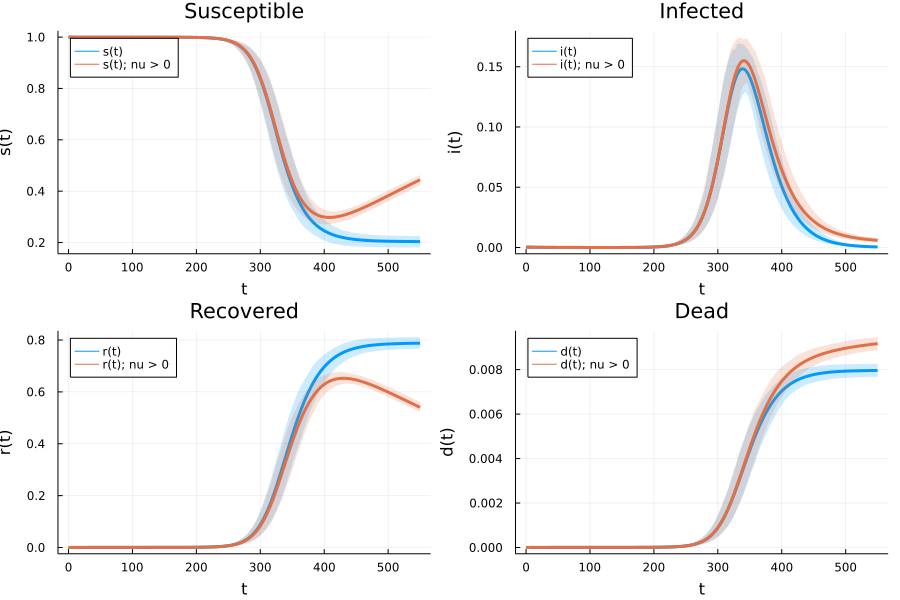 Susceptible
s(t)
1.0
0.8
0.6
0.4
0.2
s(t)
s(t); nu > 0
0
100
200
300
400
500
t
Infected
i(t)
0.15
0.10
0.05
0.00
i(t)
i(t); nu > 0
0
100
200
300
400
500
t
Recovered
r(t)
0.8
0.6
0.4
0.2
0.0
r(t)
r(t); nu > 0
0
100
200
300
400
500
t
Dead
d(t)
0.008
0.006
0.004
0.002
0.000
d(t)
d(t); nu > 0
0
100
200
300
400
500
t